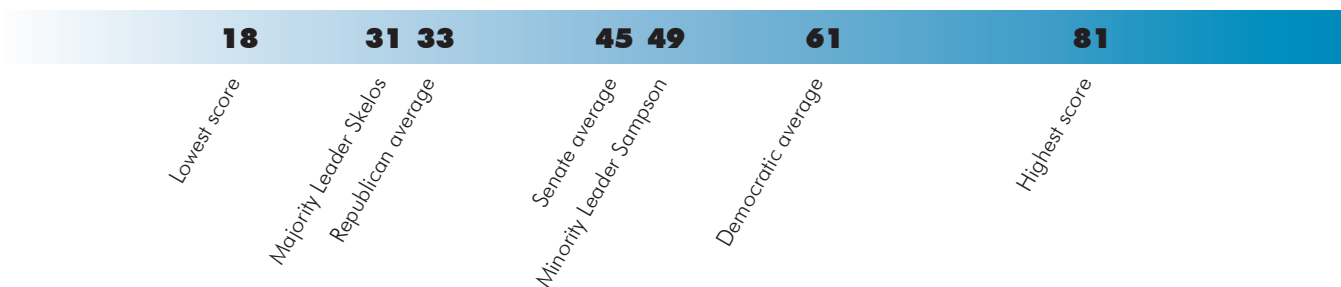 18 31 33 45 49 61 81
Lowest score
Majority Leader Skelos
Republican average
Senate average
Minority Leader Sampson
Democratic average
Highest score